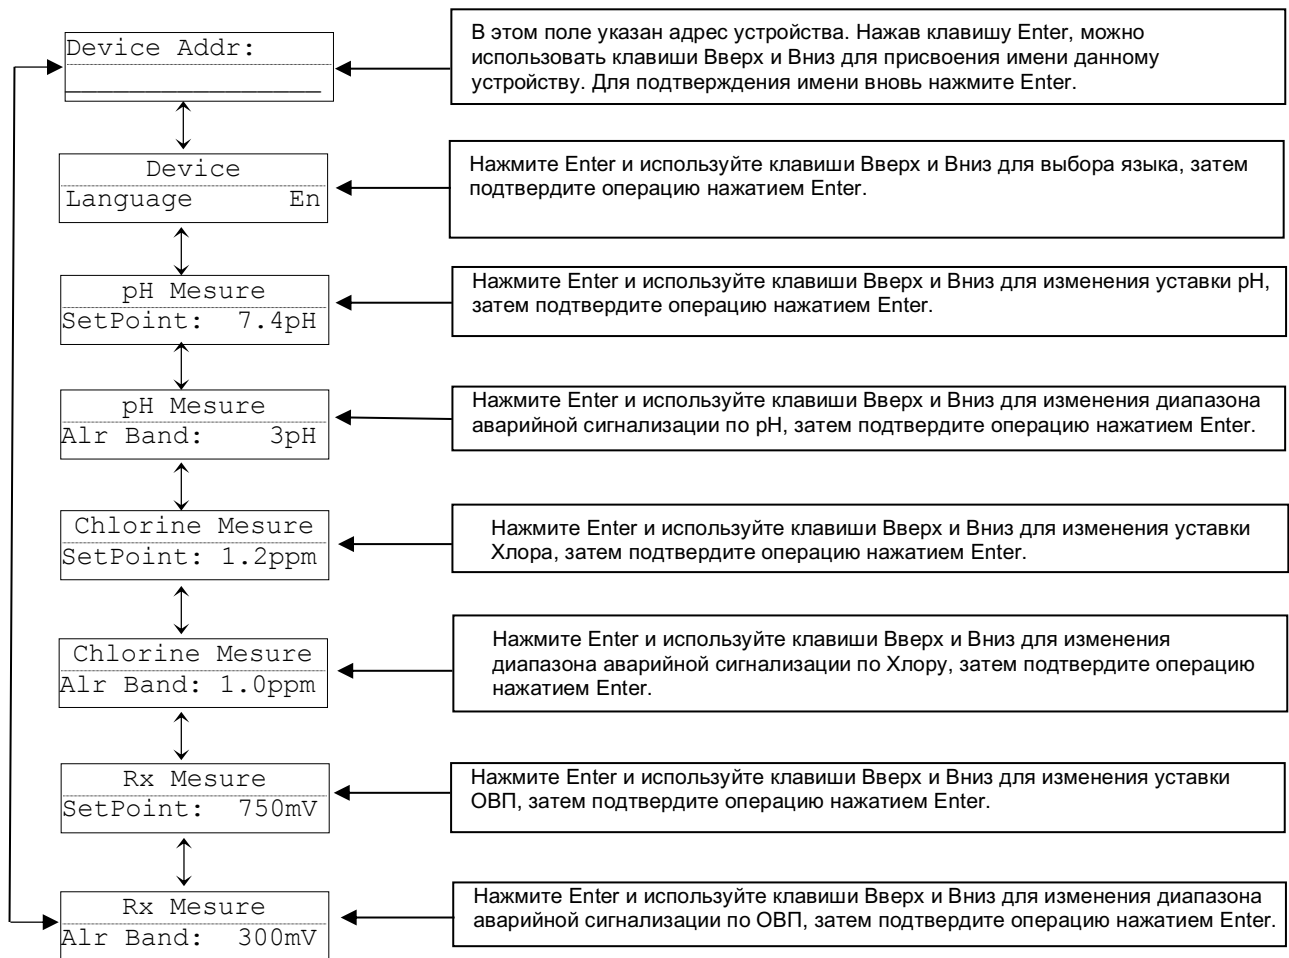 Device Addr:
В этом поле указан адрес устройства. Нажав клавишу Enter, можно
использовать клавиши Вверх и Вниз для присвоения имени данному
устройству. Для подтверждения имени вновь нажмите Enter.
Device
Language En
Нажмите Enter и используйте клавиши Вверх и Вниз для выбора языка, затем
подтвердите операцию нажатием Enter.
pH Mesure
SetPoint: 7.4pH
Нажмите Enter и используйте клавиши Вверх и Вниз для изменения уставки pH,
затем подтвердите операцию нажатием Enter.
pH Mesure
Alr Band: 3pH
Нажмите Enter и используйте клавиши Вверх и Вниз для изменения диапазона
аварийной сигнализации по pH, затем подтвердите операцию нажатием Enter.
Chlorine Mesure
SetPoint: 1.2ppm
Нажмите Enter и используйте клавиши Вверх и Вниз для изменения уставки
Хлора, затем подтвердите операцию нажатием Enter.
Chlorine Mesure
Alr Band: 1.0ppm
Нажмите Enter и используйте клавиши Вверх и Вниз для изменения
диапазона аварийной сигнализации по Хлору, затем подтвердите операцию
нажатием Enter.
Rx Mesure
SetPoint: 750mV
Нажмите Enter и используйте клавиши Вверх и Вниз для изменения уставки
ОВП, затем подтвердите операцию нажатием Enter.
Rx Mesure
Alr Band: 300mV
Нажмите Enter и используйте клавиши Вверх и Вниз для изменения диапазона
аварийной сигнализации по ОВП, затем подтвердите операцию нажатием Enter.